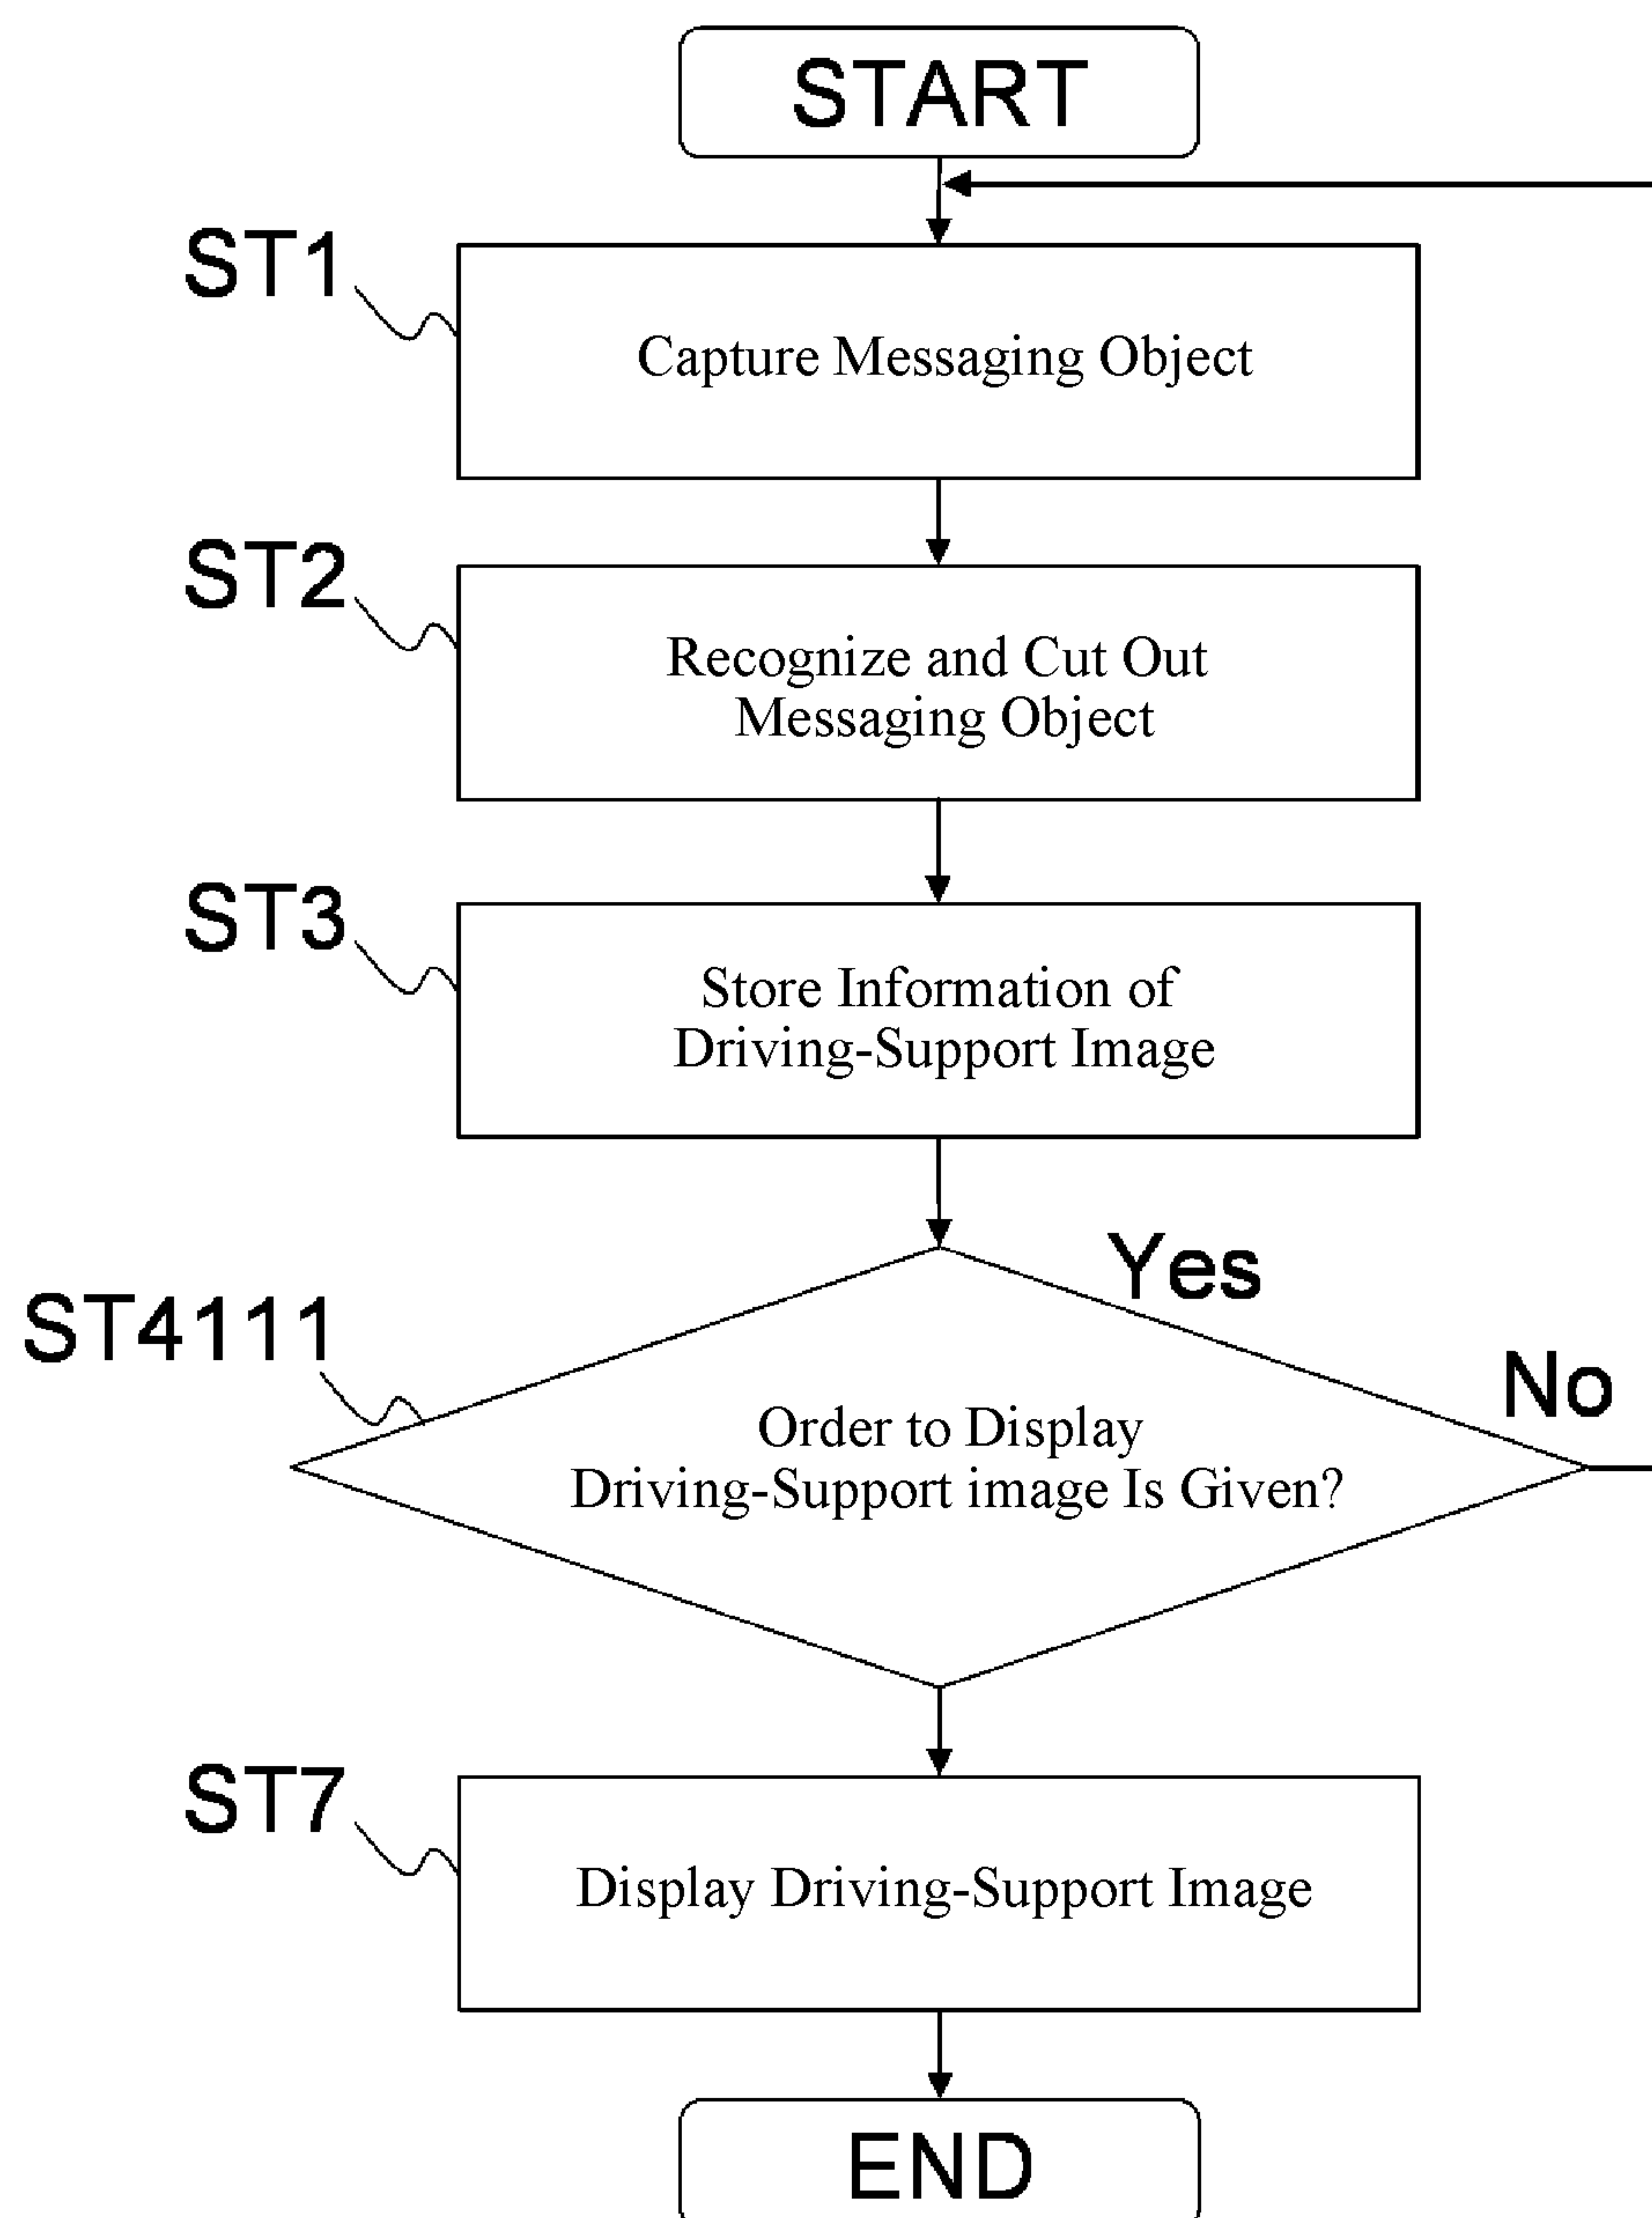 START
ST1
Capture Messaging Object
ST2
Recognize and Cut Out
Messaging Object
ST3
Store Information of
Driving-Support Image
Yes
ST4111
No
Order to Display
Driving-Support image Is Given?
ST7
Display Driving-Support Image
END